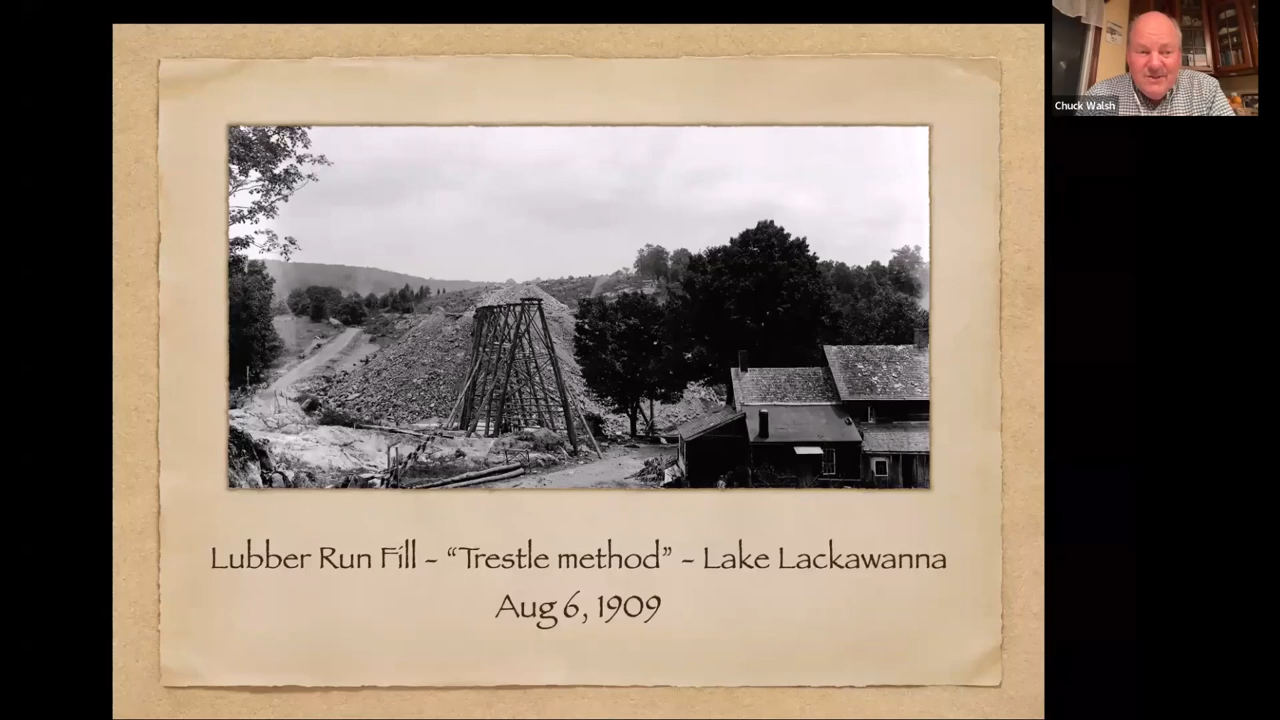 Chuck Walsh
Lubber Run Fill - “Trestle method” - Lake Lackawanna
Aug 6, 1909